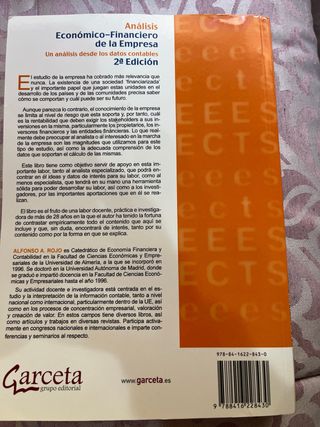 Análisis
Económico-Financiero
de la Empresa
Un análisis desde los datos contables
2ª Edición
El estudio de la empresa ha cobrado más relevancia que
nunca. La existencia de una sociedad 'financiarizada'
y el importante papel que juegan estas unidades en el
desarrollo de los países y de las comunidades precisa saber
cómo se comportan y cuál puede ser su futuro.
Aunque parezca lo contrario, el conocimiento de la empresa
se limita al nivel de riesgo que esta soporta y, por tanto, cuál
es la rentabilidad que deben exigir los stakeholders a sus in-
versiones en la misma, particularmente los propietarios, los in-
versores financieros y las entidades financieras. Lo que real-
mente debe preocupar al analista o al interesado en la marcha
de la empresa son las magnitudes que utilizamos para este
tipo de estudio, así como la adecuada comprensión de los
datos que soportan el cálculo de las mismas.
Este libro tiene como objetivo servir de apoyo en esta impor-
tante labor, tanto al analista especializado, que podrá encon-
trar en él ideas y datos de interés para su labor, como al
menos especialista, que tendrá en su mano una herramienta
sólida para poder desarrollar su labor, así como a los investi-
gadores, por las importantes aportaciones que en él se rea-
lizan.
El libro es el fruto de una labor docente, práctica e investiga-
dora de más de 28 años en la que el autor ha tenido la fortuna
de contrastar empíricamente todo el contenido que aquí se
incluye y que, sin duda, encontrará de interés, tanto por su
contenido como por la forma en que se explica.
ALFONSO A. ROJO es Catedrático de Economía Financiera y
Contabilidad en la Facultad de Ciencias Económicas y Empre-
sariales de la Universidad de Almería, a la que se incorporó en
1996. Se doctoró en la Universidad Autónoma de Madrid, donde
se graduó e impartió docencia en la Facultad de Ciencias Econó-
micas y Empresariales hasta el año 1996.
Su actividad docente e investigadora está centrada en el es-
tudio y la interpretación de la información contable, tanto a nivel
nacional como internacional, particularmente dentro de la UE, así
como en los procesos de concentración empresarial, valoración
y creación de valor. En estos campos tiene diversos libros, así
como artículos y trabajos en diversas revistas. Participa activa-
mente en congresos nacionales e internacionales e imparte con-
ferencias y seminarios al respecto.
Garceta
grupo editorial
www.garceta.es
978-84-1622-843-0
9 788416 228430